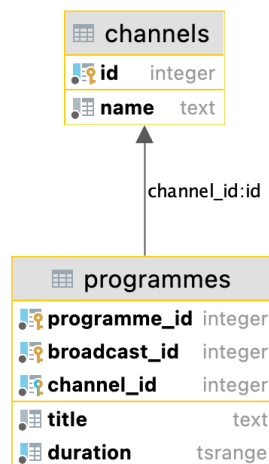 channels
id integer
name text
channel_id:id
programmes
programme_id integer
broadcast_id integer
channel_id integer
title text
duration tsrange